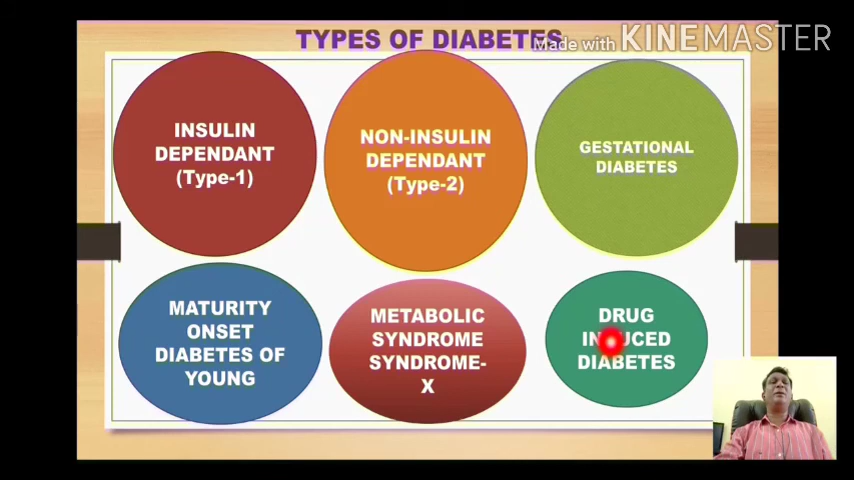 TYPES OF DIABETES
Made with KINEMASTER
INSULIN
DEPENDANT
(Type-1)
NON-INSULIN
DEPENDANT
(Type-2)
GESTATIONAL
DIABETES
MATURITY
ONSET
DIABETES OF
YOUNG
METABOLIC
SYNDROME
SYNDROME-
X
DRUG
INDUCED
DIABETES